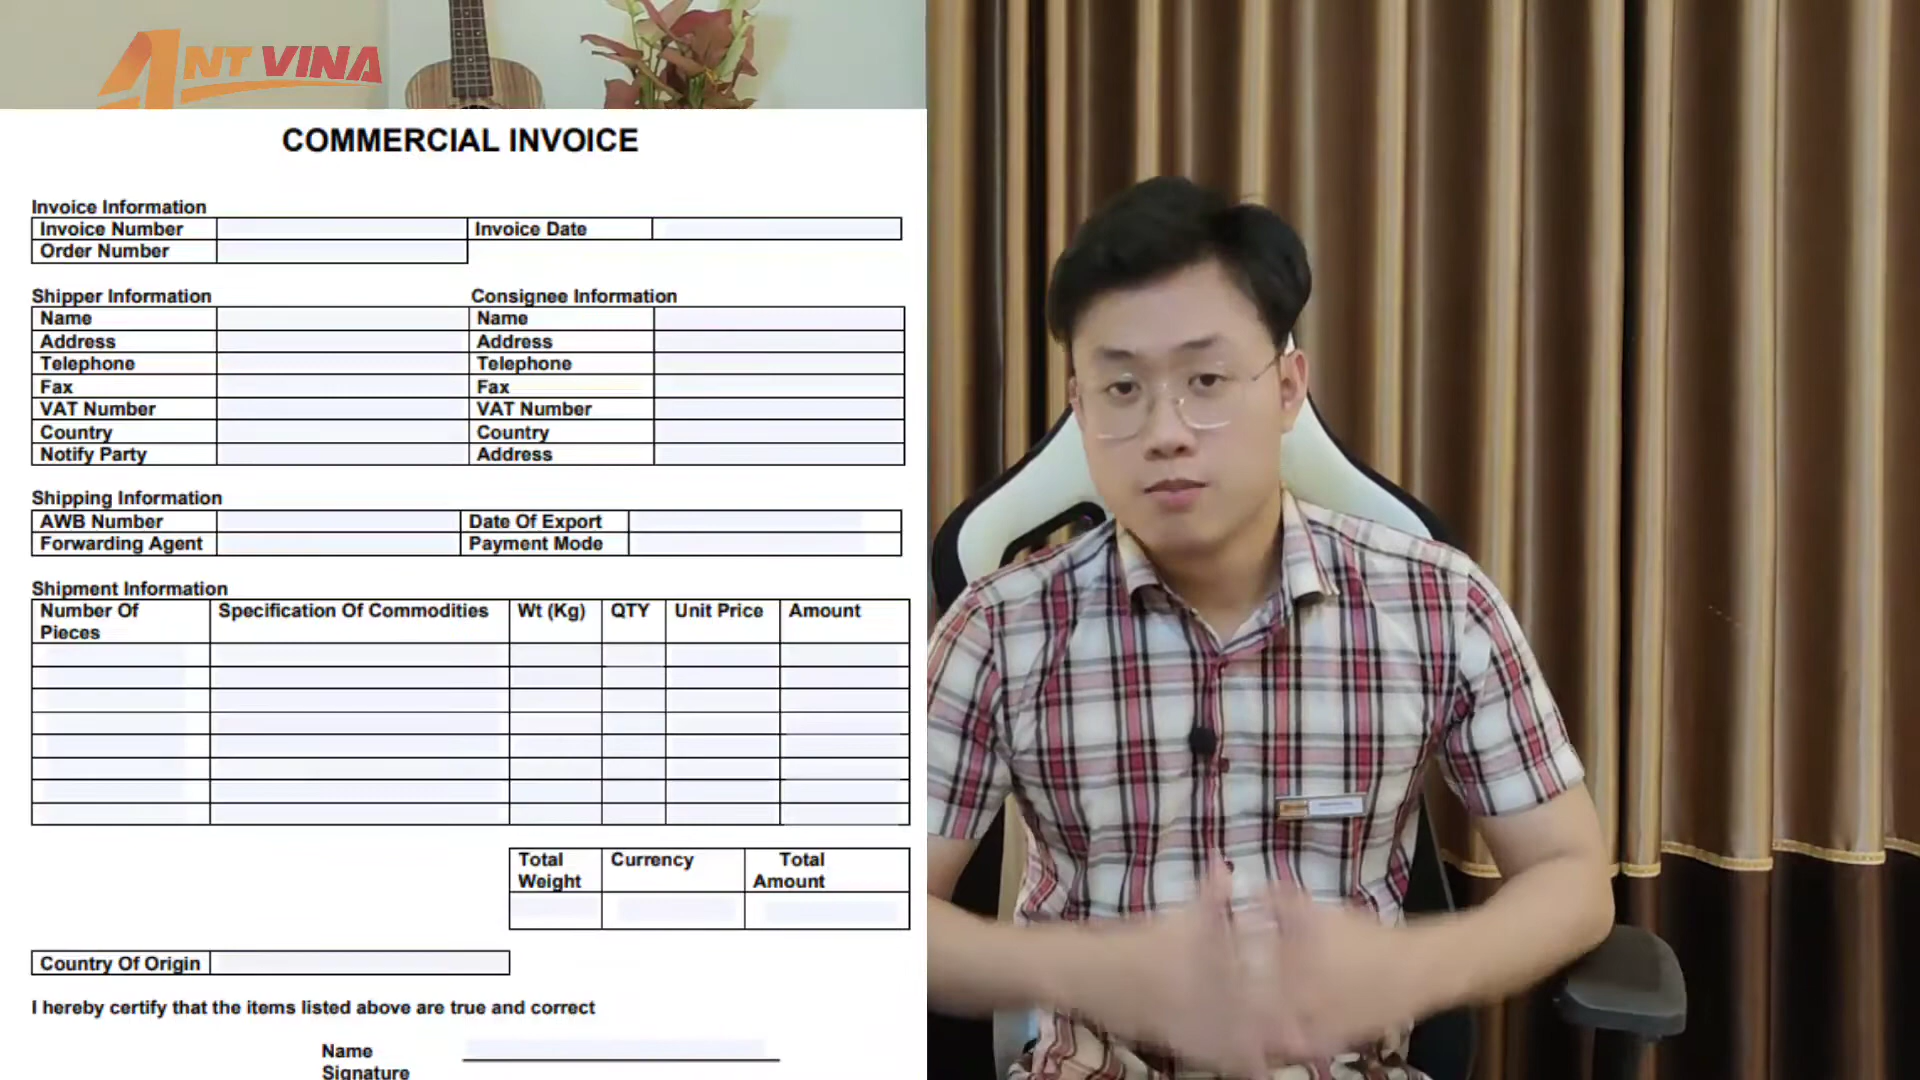 ANT VINA
COMMERCIAL INVOICE
Invoice Information
Invoice Number Invoice Date
Order Number
Shipper Information Consignee Information
Name Name
Address Address
Telephone Telephone
Fax Fax
VAT Number VAT Number
Country Country
Notify Party Address
Shipping Information
AWB Number Date Of Export
Forwarding Agent Payment Mode
Shipment Information
Number Of Specification Of Commodities Wt (Kg) QTY Unit Price Amount
Pieces
Total Currency Total
Weight Amount
Country Of Origin
I hereby certify that the items listed above are true and correct
Name
Signature